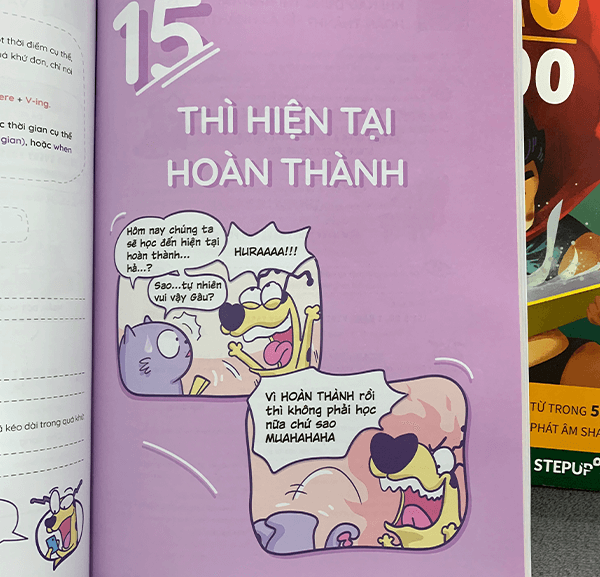 t thời điểm cụ thể,
uá khứ đơn, chỉ nói
ere + V-ing.
c thời gian cụ thể
gian), hoặc when
à kéo dài trong quá khứ
15
THÌ HIỆN TẠI
HOÀN THÀNH
Hôm nay chúng ta
sẽ học đến hiện tại
hoàn thành...
hả...?
HURAAAA!!!
Sao...tự nhiên
vui vậy Gâu?
Vì HOÀN THÀNH rồi
thì không phải học
nữa chứ sao
MUAHAHAHA
TỪ TRONG 5
PHÁT ÂM SHA
STEPUP